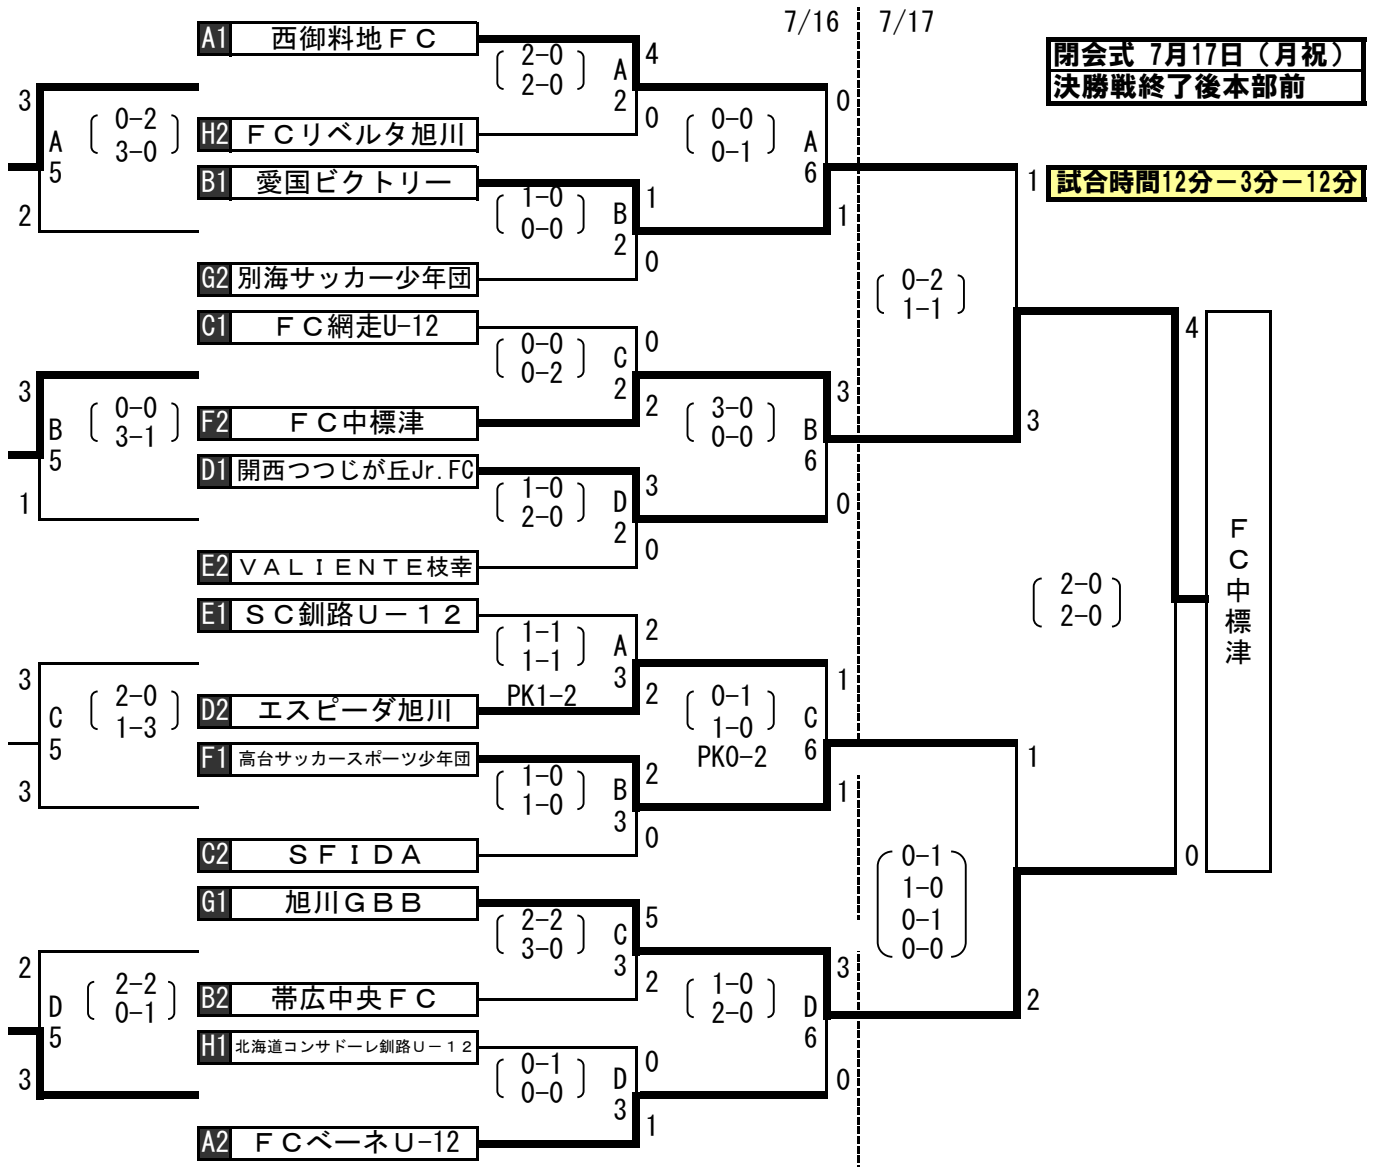 7/16 7/17
閉会式 7月17日（月祝）
決勝戦終了後本部前
試合時間12分－3分－12分
A1 西御料地ＦＣ
2-0
2-0
A
2
4
0
H2 ＦＣリベルタ旭川
B1 愛国ビクトリー
1-0
0-0
B
2
1
0
G2 別海サッカー少年団
C1 ＦＣ網走U-12
0-0
0-2
C
2
0
2
F2 ＦＣ中標津
D1 開西つつじが丘Jr.FC
1-0
2-0
D
2
3
0
E2 ＶＡＬＩＥＮＴＥ枝幸
E1 ＳＣ釧路Ｕ－１２
1-1
1-1
PK1-2
A
3
2
2
D2 エスピーダ旭川
F1 高台サッカースポーツ少年団
1-0
1-0
B
3
2
0
C2 ＳＦＩＤＡ
G1 旭川ＧＢＢ
2-2
3-0
C
3
5
2
B2 帯広中央ＦＣ
H1 北海道コンサドーレ釧路Ｕ－１２
0-1
0-0
D
3
0
1
A2 ＦＣベーネＵ-12
3
0-2
3-0
A
5
2
3
0-0
3-1
B
5
1
3
2-0
1-3
C
5
3
2
2-2
0-1
D
5
3
0-0
0-1
A
6
0
1
3-0
0-0
B
6
3
0
0-1
1-0
PK0-2
C
6
1
1
1-0
2-0
D
6
3
0
0-2
1-1
1
3
0-1
1-0
0-1
0-0
1
2
2-0
2-0
4
0
ＦＣ中標津